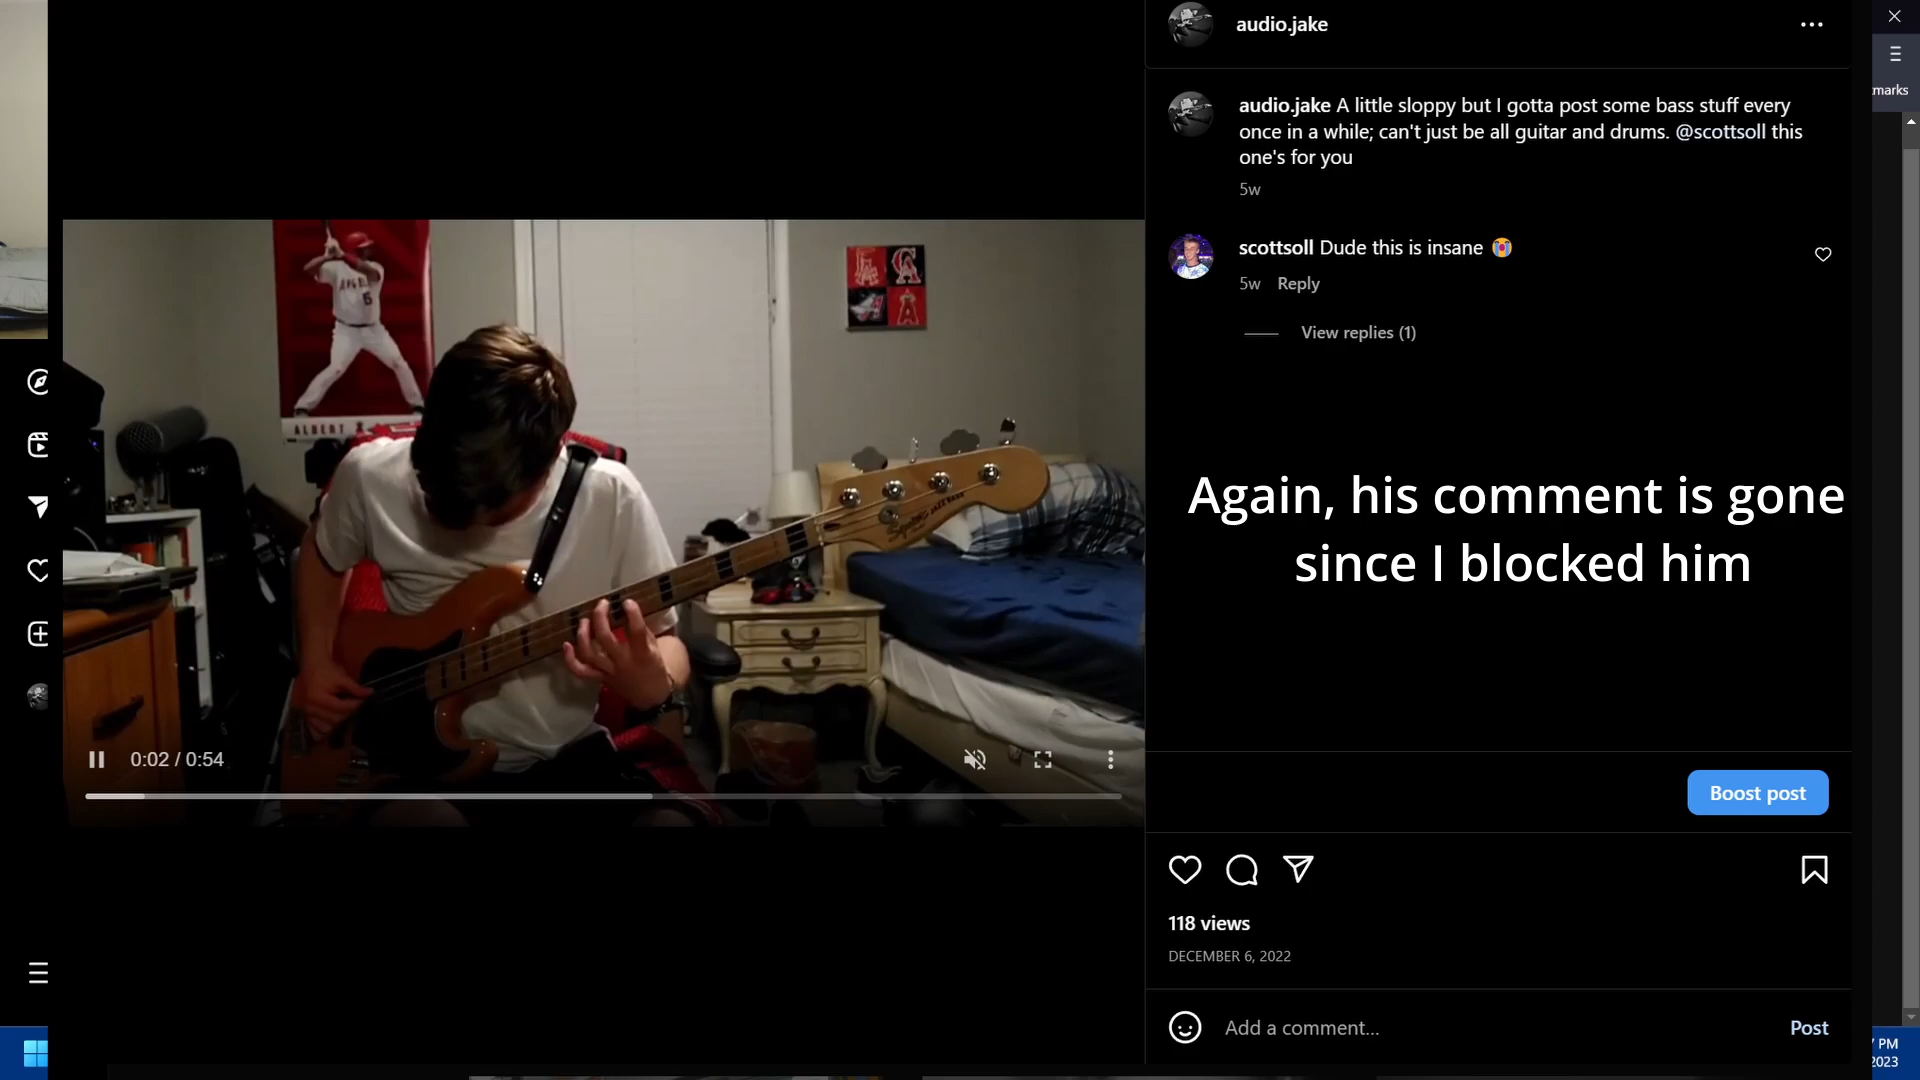 audio.jake
marks
audio.jake A little sloppy but I gotta post some bass stuff every
once in a while; can't just be all guitar and drums. @scottsoll this
one's for you
5w
scottsoll Dude this is insane 😭
5w Reply
View replies (1)
Again, his comment is gone
since I blocked him
ALBERT
5
0:02 / 0:54
Boost post
118 views
DECEMBER 6, 2022
Add a comment...
Post
PM
2023